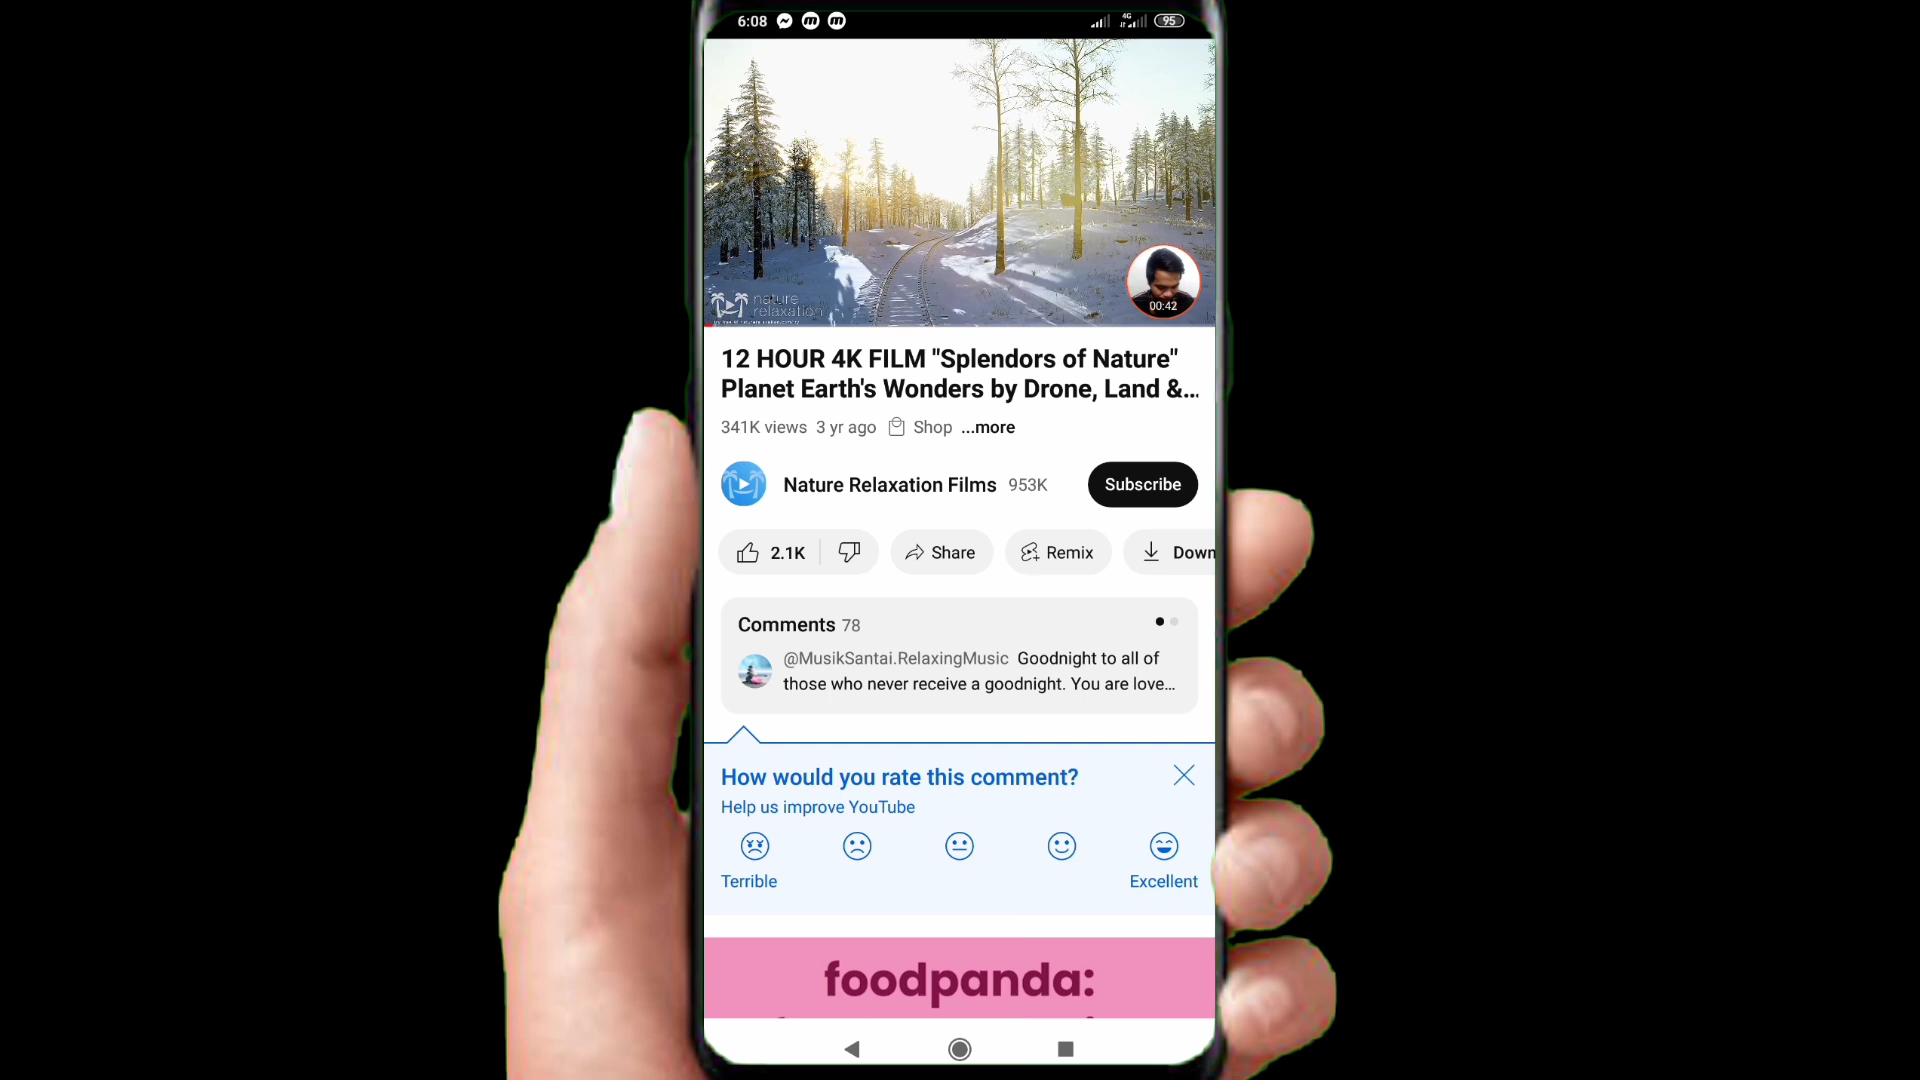 6:08
4G
95
nature
relaxation
00:42
12 HOUR 4K FILM "Splendors of Nature"
Planet Earth's Wonders by Drone, Land &...
341K views 3 yr ago Shop ...more
Nature Relaxation Films 953K Subscribe
2.1K Share Remix Down
Comments 78
@MusikSantai.RelaxingMusic Goodnight to all of
those who never receive a goodnight. You are love...
How would you rate this comment?
Help us improve YouTube
Terrible Excellent
foodpanda: